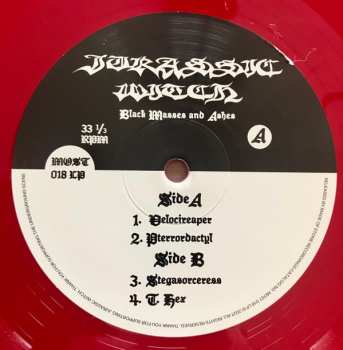 JURASSIC
WITCH
Black Masses and Ashes
33 1/3
RPM
A
MOST
018 LP
Side A
1. Velocireaper
2. Pterrordactyl
Side B
3. Stegasorceress
4. T. Hex